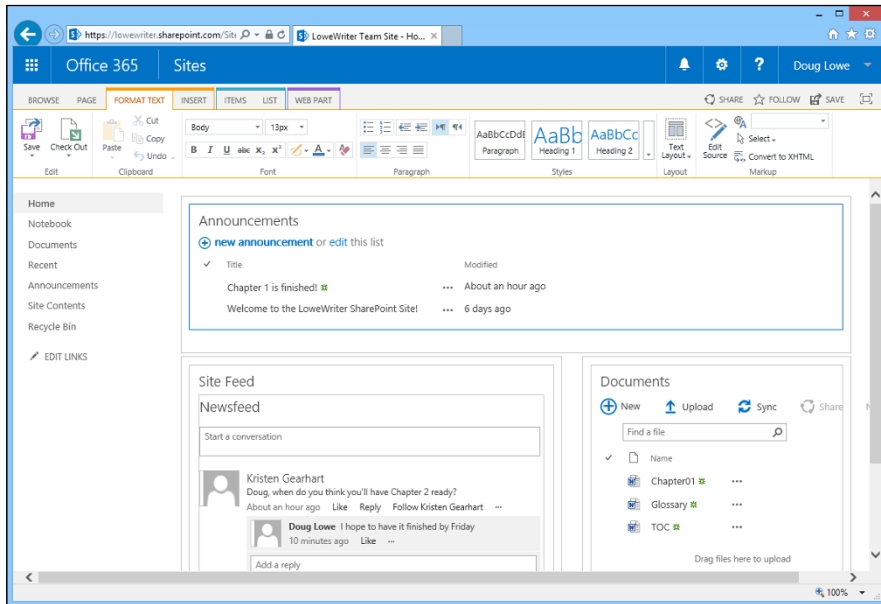 https://lowewriter.sharepoint.com/Site
LoweWriter Team Site - Ho...
Office 365 Sites ? Doug Lowe
BROWSE PAGE FORMAT TEXT INSERT ITEMS LIST WEB PART SHARE FOLLOW SAVE
Save Check Out Paste Cut Copy Undo
Body 13px
B I U abc X₂ X² A
AaBbCcDdE Paragraph AaBb Heading 1 AaBbCc Heading 2
Text Layout Edit Source Select Convert to XHTML
Edit Clipboard Font Paragraph Styles Layout Markup
Home
Notebook
Documents
Recent
Announcements
Site Contents
Recycle Bin
EDIT LINKS
Announcements
new announcement or edit this list
Title Modified
Chapter 1 is finished! ... About an hour ago
Welcome to the LoweWriter SharePoint Site! ... 6 days ago
Site Feed
Newsfeed
Start a conversation
Kristen Gearhart
Doug, when do you think you'll have Chapter 2 ready?
About an hour ago Like Reply Follow Kristen Gearhart ...
Doug Lowe I hope to have it finished by Friday
10 minutes ago Like ...
Add a reply
Documents
New Upload Sync Share
Find a file
Name
Chapter01 ...
Glossary ...
TOC ...
Drag files here to upload
100%